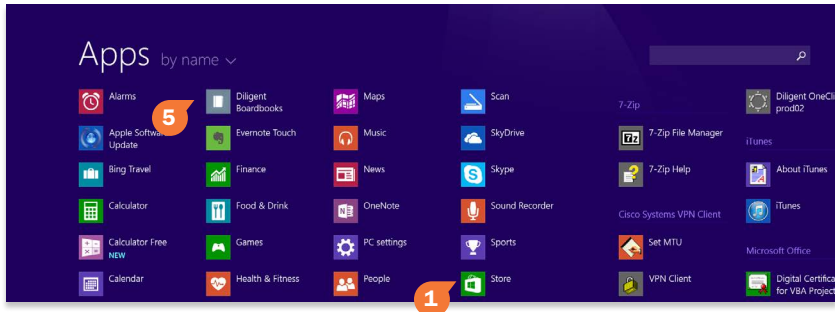 Apps by name
Alarms
Diligent
Boardbooks
Maps
Scan
7-Zip
Diligent OneCli
prod02
5
Apple Software
Update
Evernote Touch
Music
SkyDrive
7-Zip File Manager
iTunes
Bing Travel
Finance
News
Skype
7-Zip Help
About iTunes
Calculator
Food & Drink
OneNote
Sound Recorder
Cisco Systems VPN Client
iTunes
Calculator Free
NEW
Games
PC settings
Sports
Set MTU
Microsoft Office
Calendar
Health & Fitness
People
1
Store
VPN Client
Digital Certifica
for VBA Project